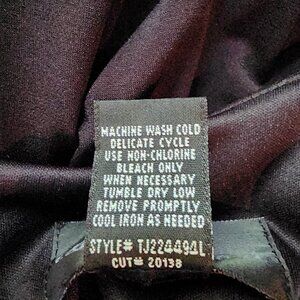 MACHINE WASH COLD
DELICATE CYCLE
USE NON-CHLORINE
BLEACH ONLY
WHEN NECESSARY
TUMBLE DRY LOW
REMOVE PROMPTLY
COOL IRON AS NEEDED
STYLE# TJ224494L
CUT# 20138